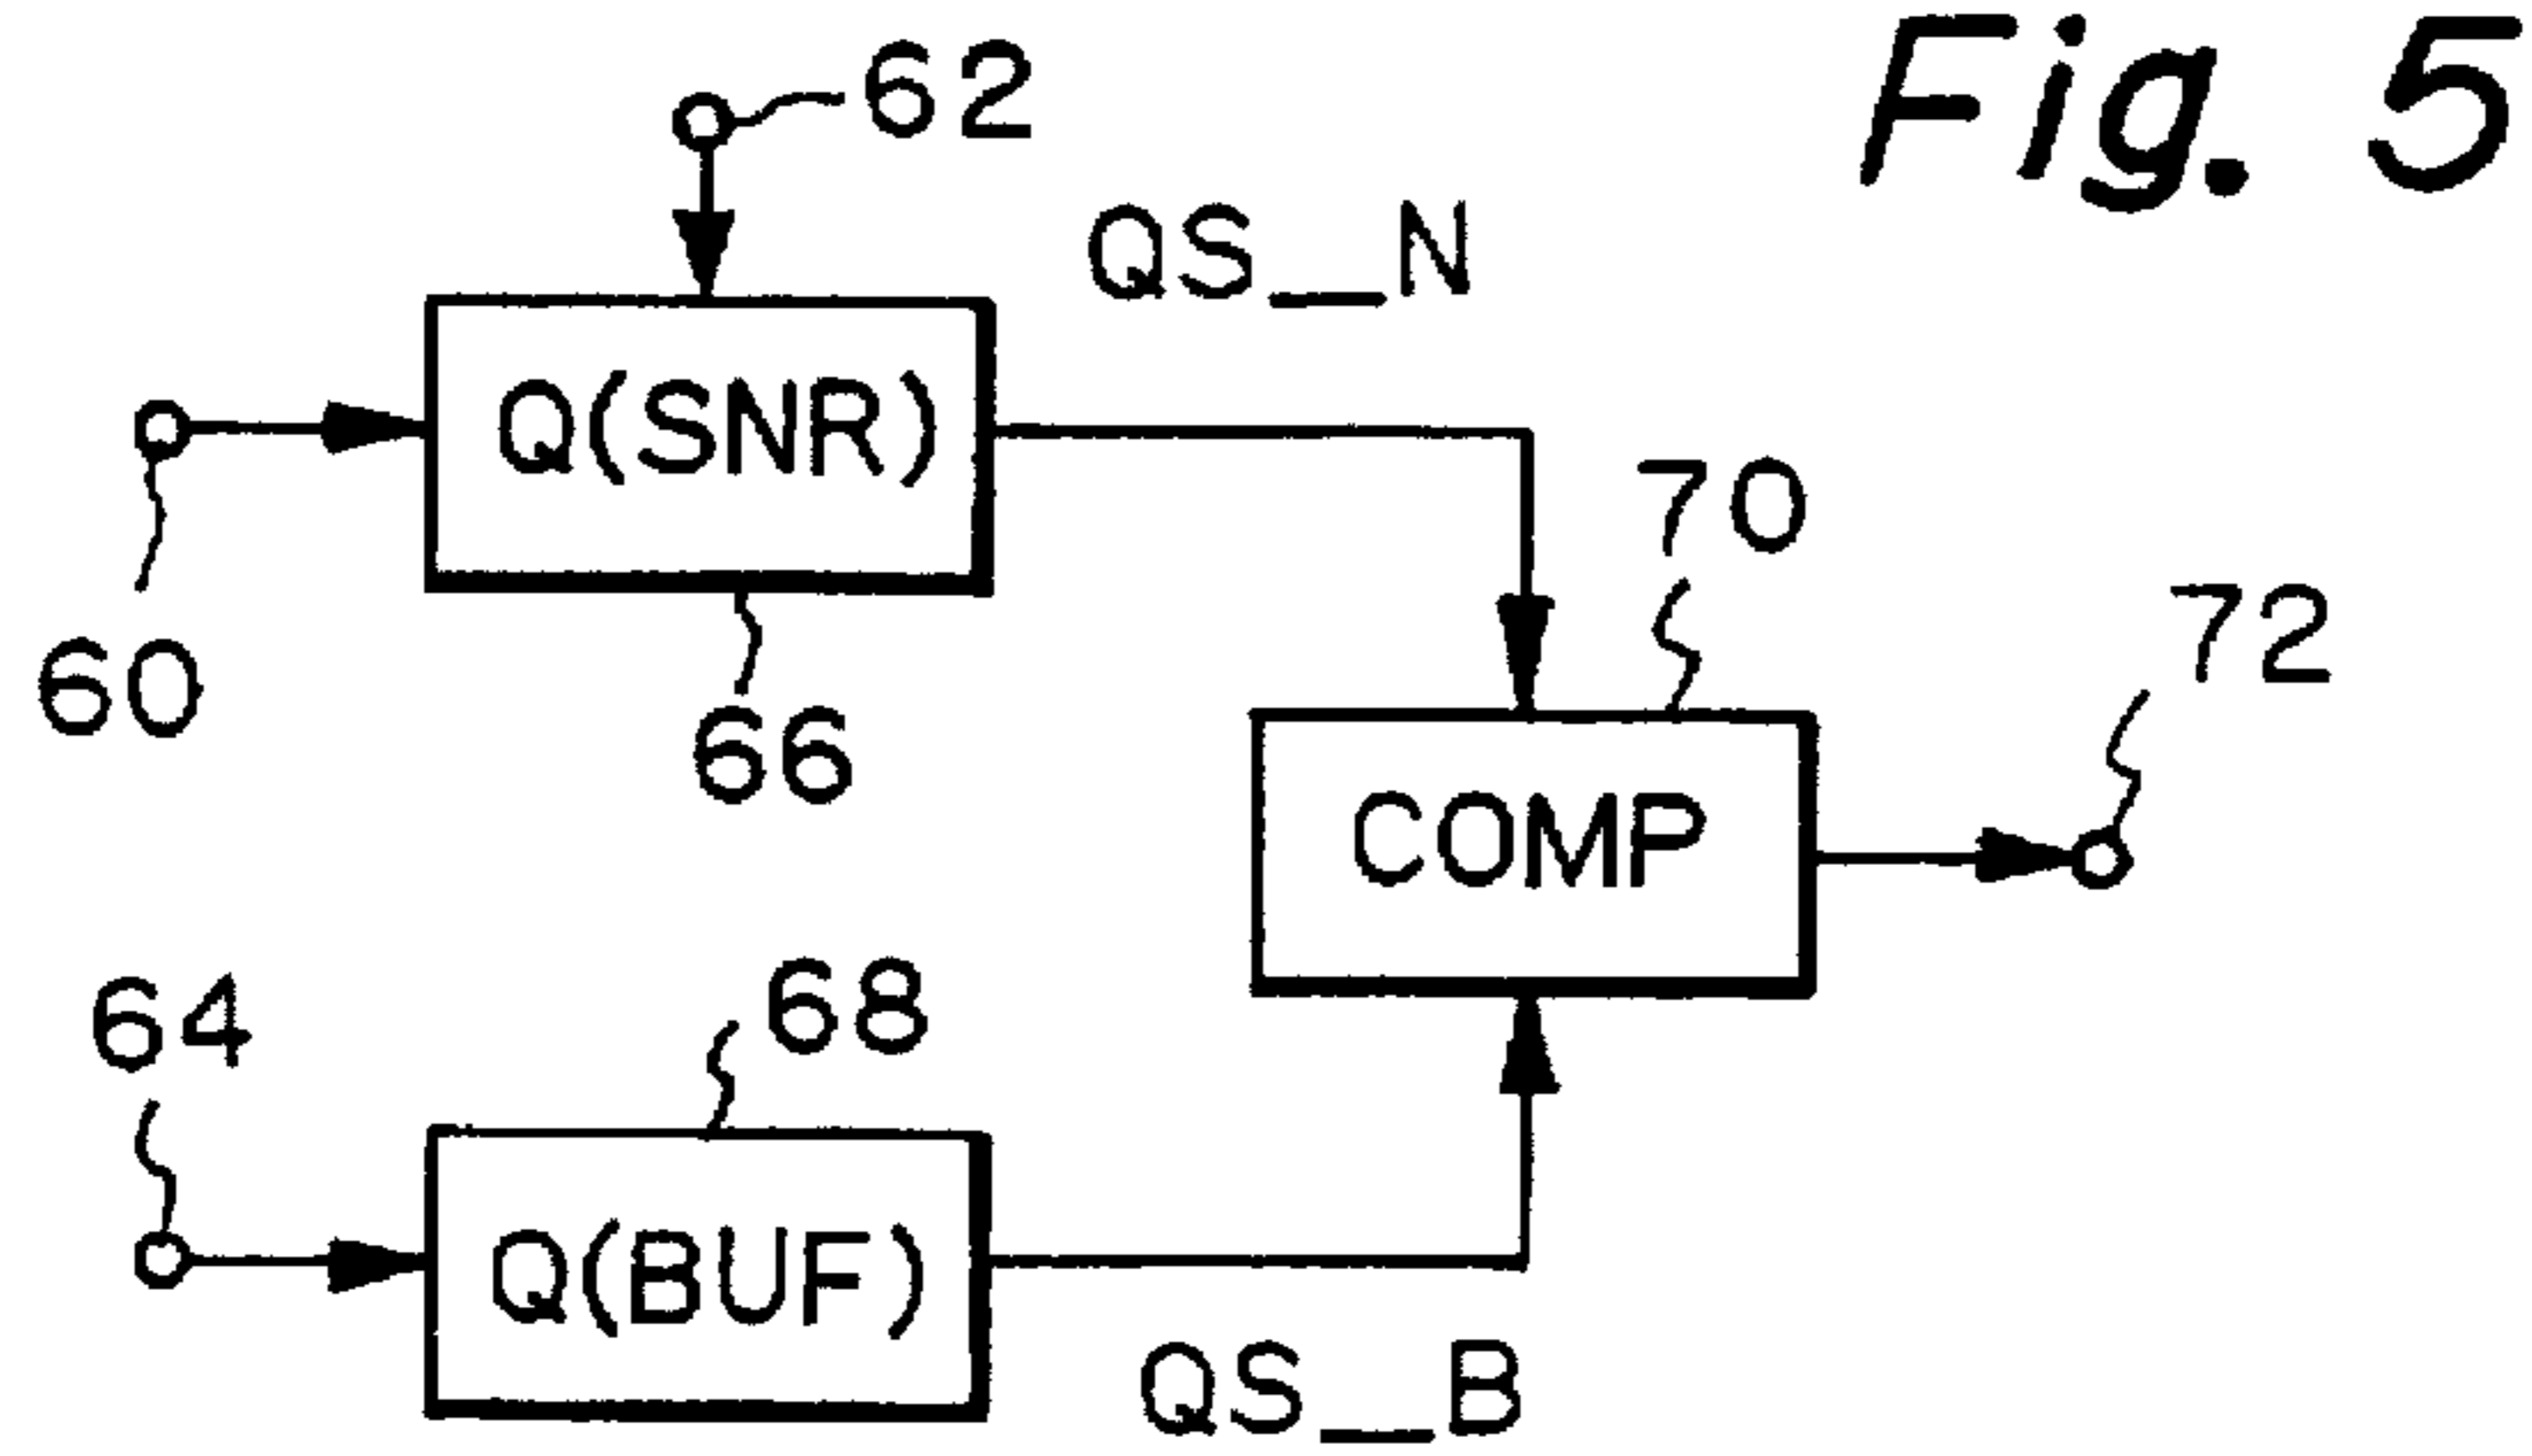 Fig. 5
62
QS_N
Q(SNR)
60
66
70
72
COMP
64
68
Q(BUF)
QS_B